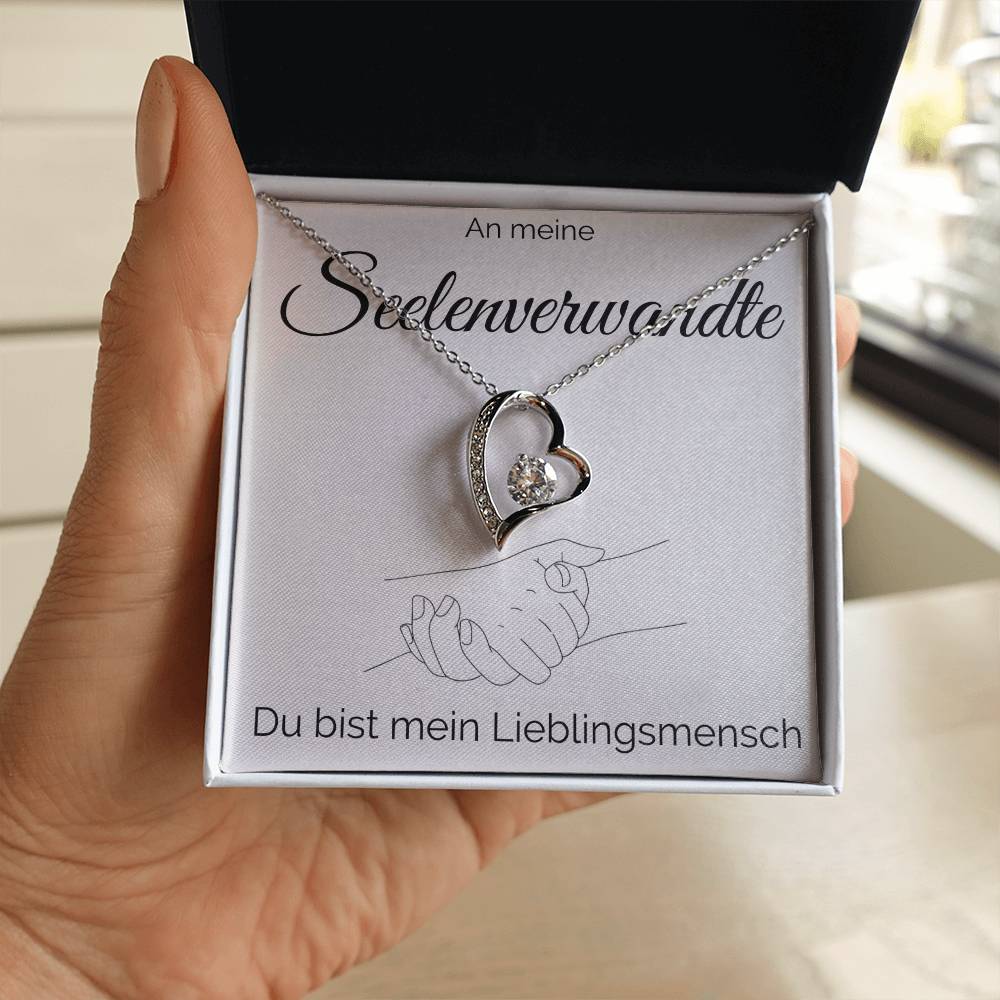 An meine
Seelenverwandte
Du bist mein Lieblingsmensch